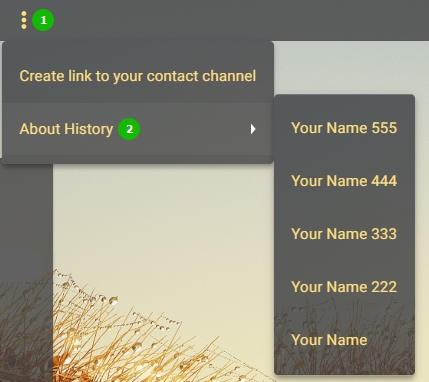 1
Create link to your contact channel
About History 2
Your Name 555
Your Name 444
Your Name 333
Your Name 222
Your Name